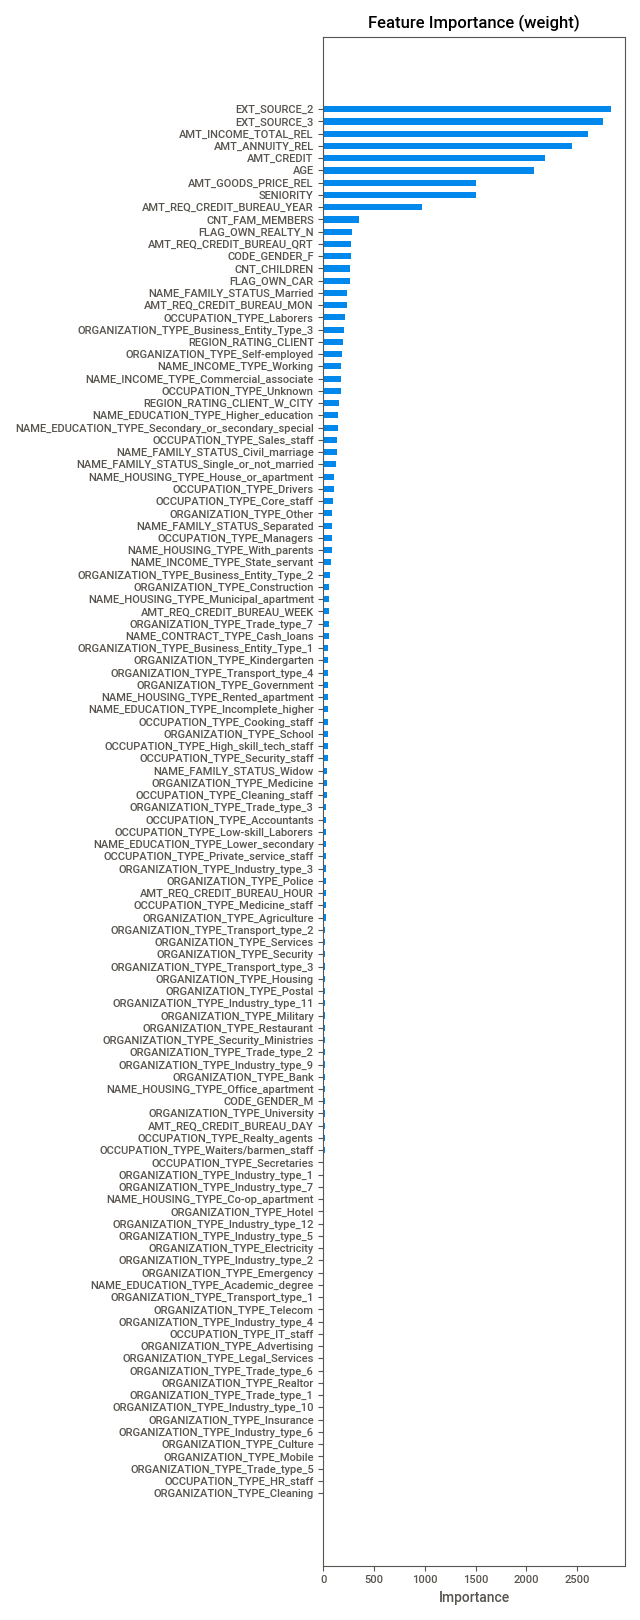 Feature Importance (weight)
EXT_SOURCE_2
EXT_SOURCE_3
AMT_INCOME_TOTAL_REL
AMT_ANNUITY_REL
AMT_CREDIT
AGE
AMT_GOODS_PRICE_REL
SENIORITY
AMT_REQ_CREDIT_BUREAU_YEAR
CNT_FAM_MEMBERS
FLAG_OWN_REALTY_N
AMT_REQ_CREDIT_BUREAU_QRT
CODE_GENDER_F
CNT_CHILDREN
FLAG_OWN_CAR
NAME_FAMILY_STATUS_Married
AMT_REQ_CREDIT_BUREAU_MON
OCCUPATION_TYPE_Laborers
ORGANIZATION_TYPE_Business_Entity_Type_3
REGION_RATING_CLIENT
ORGANIZATION_TYPE_Self-employed
NAME_INCOME_TYPE_Working
NAME_INCOME_TYPE_Commercial_associate
OCCUPATION_TYPE_Unknown
REGION_RATING_CLIENT_W_CITY
NAME_EDUCATION_TYPE_Higher_education
NAME_EDUCATION_TYPE_Secondary_or_secondary_special
OCCUPATION_TYPE_Sales_staff
NAME_FAMILY_STATUS_Civil_marriage
NAME_FAMILY_STATUS_Single_or_not_married
NAME_HOUSING_TYPE_House_or_apartment
OCCUPATION_TYPE_Drivers
OCCUPATION_TYPE_Core_staff
ORGANIZATION_TYPE_Other
NAME_FAMILY_STATUS_Separated
OCCUPATION_TYPE_Managers
NAME_HOUSING_TYPE_With_parents
NAME_INCOME_TYPE_State_servant
ORGANIZATION_TYPE_Business_Entity_Type_2
ORGANIZATION_TYPE_Construction
NAME_HOUSING_TYPE_Municipal_apartment
AMT_REQ_CREDIT_BUREAU_WEEK
ORGANIZATION_TYPE_Trade_type_7
NAME_CONTRACT_TYPE_Cash_loans
ORGANIZATION_TYPE_Business_Entity_Type_1
ORGANIZATION_TYPE_Kindergarten
ORGANIZATION_TYPE_Transport_type_4
ORGANIZATION_TYPE_Government
NAME_HOUSING_TYPE_Rented_apartment
NAME_EDUCATION_TYPE_Incomplete_higher
OCCUPATION_TYPE_Cooking_staff
ORGANIZATION_TYPE_School
OCCUPATION_TYPE_High_skill_tech_staff
OCCUPATION_TYPE_Security_staff
NAME_FAMILY_STATUS_Widow
ORGANIZATION_TYPE_Medicine
OCCUPATION_TYPE_Cleaning_staff
ORGANIZATION_TYPE_Trade_type_3
OCCUPATION_TYPE_Accountants
OCCUPATION_TYPE_Low-skill_Laborers
NAME_EDUCATION_TYPE_Lower_secondary
OCCUPATION_TYPE_Private_service_staff
ORGANIZATION_TYPE_Industry_type_3
ORGANIZATION_TYPE_Police
AMT_REQ_CREDIT_BUREAU_HOUR
OCCUPATION_TYPE_Medicine_staff
ORGANIZATION_TYPE_Agriculture
ORGANIZATION_TYPE_Transport_type_2
ORGANIZATION_TYPE_Services
ORGANIZATION_TYPE_Security
ORGANIZATION_TYPE_Transport_type_3
ORGANIZATION_TYPE_Housing
ORGANIZATION_TYPE_Postal
ORGANIZATION_TYPE_Industry_type_11
ORGANIZATION_TYPE_Military
ORGANIZATION_TYPE_Restaurant
ORGANIZATION_TYPE_Security_Ministries
ORGANIZATION_TYPE_Trade_type_2
ORGANIZATION_TYPE_Industry_type_9
ORGANIZATION_TYPE_Bank
NAME_HOUSING_TYPE_Office_apartment
CODE_GENDER_M
ORGANIZATION_TYPE_University
AMT_REQ_CREDIT_BUREAU_DAY
OCCUPATION_TYPE_Realty_agents
OCCUPATION_TYPE_Waiters/barmen_staff
OCCUPATION_TYPE_Secretaries
ORGANIZATION_TYPE_Industry_type_1
ORGANIZATION_TYPE_Industry_type_7
NAME_HOUSING_TYPE_Co-op_apartment
ORGANIZATION_TYPE_Hotel
ORGANIZATION_TYPE_Industry_type_12
ORGANIZATION_TYPE_Industry_type_5
ORGANIZATION_TYPE_Electricity
ORGANIZATION_TYPE_Industry_type_2
ORGANIZATION_TYPE_Emergency
NAME_EDUCATION_TYPE_Academic_degree
ORGANIZATION_TYPE_Transport_type_1
ORGANIZATION_TYPE_Telecom
ORGANIZATION_TYPE_Industry_type_4
OCCUPATION_TYPE_IT_staff
ORGANIZATION_TYPE_Advertising
ORGANIZATION_TYPE_Legal_Services
ORGANIZATION_TYPE_Trade_type_6
ORGANIZATION_TYPE_Realtor
ORGANIZATION_TYPE_Trade_type_1
ORGANIZATION_TYPE_Industry_type_10
ORGANIZATION_TYPE_Insurance
ORGANIZATION_TYPE_Industry_type_6
ORGANIZATION_TYPE_Culture
ORGANIZATION_TYPE_Mobile
ORGANIZATION_TYPE_Trade_type_5
OCCUPATION_TYPE_HR_staff
ORGANIZATION_TYPE_Cleaning
0 500 1000 1500 2000 2500
Importance